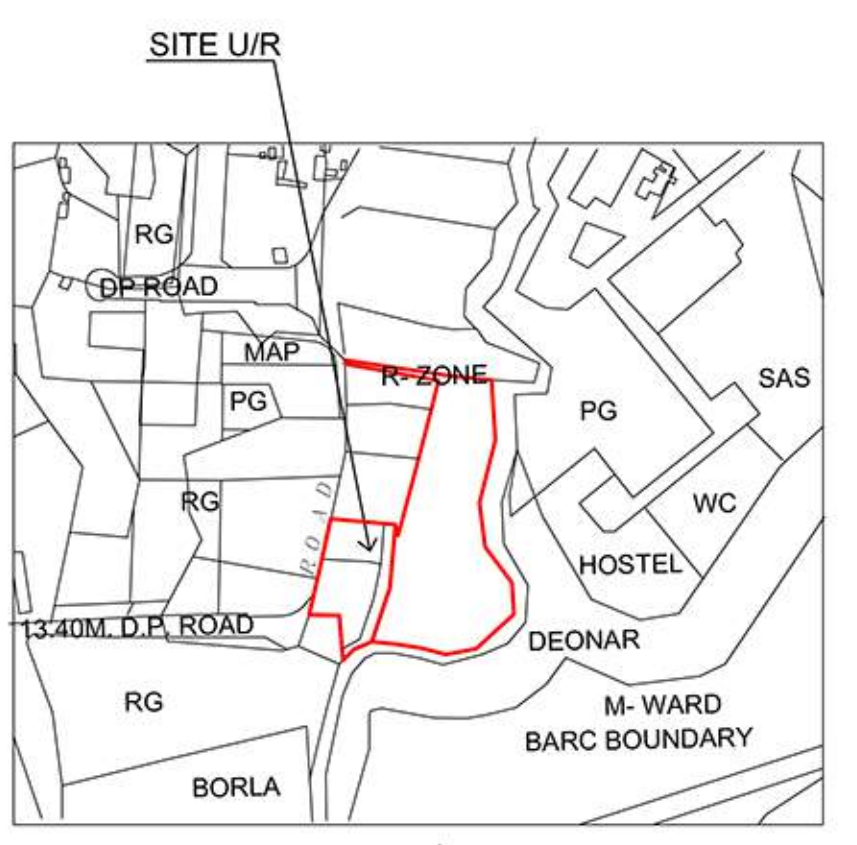 SITE U/R
RG
DP ROAD
MAP
R- ZONE
PG
SAS
PG
RG
ROAD
WC
HOSTEL
13.40M. D.P. ROAD
DEONAR
RG
M- WARD
BARC BOUNDARY
BORLA